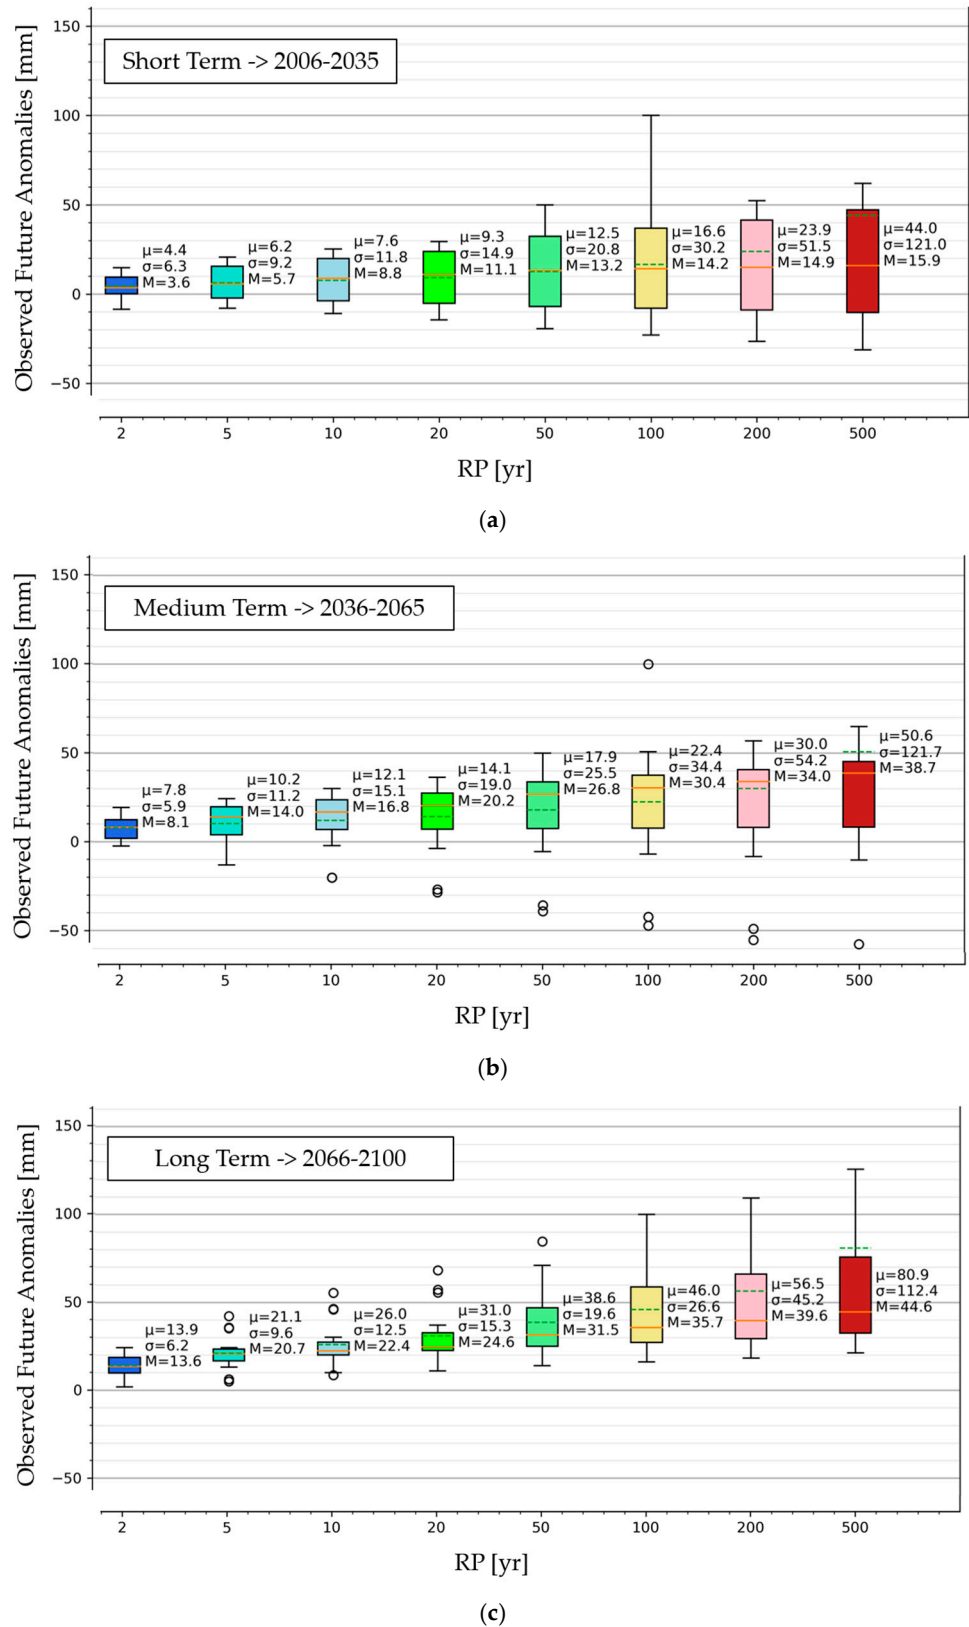 Short Term -> 2006-2035
Observed Future Anomalies [mm]
150
100
50
0
−50
μ=4.4
σ=6.3
M=3.6
μ=6.2
σ=9.2
M=5.7
μ=7.6
σ=11.8
M=8.8
μ=9.3
σ=14.9
M=11.1
μ=12.5
σ=20.8
M=13.2
μ=16.6
σ=30.2
M=14.2
μ=23.9
σ=51.5
M=14.9
μ=44.0
σ=121.0
M=15.9
2 5 10 20 50 100 200 500
RP [yr]
(a)
Medium Term -> 2036-2065
Observed Future Anomalies [mm]
150
100
50
0
−50
μ=7.8
σ=5.9
M=8.1
μ=10.2
σ=11.2
M=14.0
μ=12.1
σ=15.1
M=16.8
μ=14.1
σ=19.0
M=20.2
μ=17.9
σ=25.5
M=26.8
μ=22.4
σ=34.4
M=30.4
μ=30.0
σ=54.2
M=34.0
μ=50.6
σ=121.7
M=38.7
2 5 10 20 50 100 200 500
RP [yr]
(b)
Long Term -> 2066-2100
Observed Future Anomalies [mm]
150
100
50
0
−50
μ=13.9
σ=6.2
M=13.6
μ=21.1
σ=9.6
M=20.7
μ=26.0
σ=12.5
M=22.4
μ=31.0
σ=15.3
M=24.6
μ=38.6
σ=19.6
M=31.5
μ=46.0
σ=26.6
M=35.7
μ=56.5
σ=45.2
M=39.6
μ=80.9
σ=112.4
M=44.6
2 5 10 20 50 100 200 500
RP [yr]
(c)